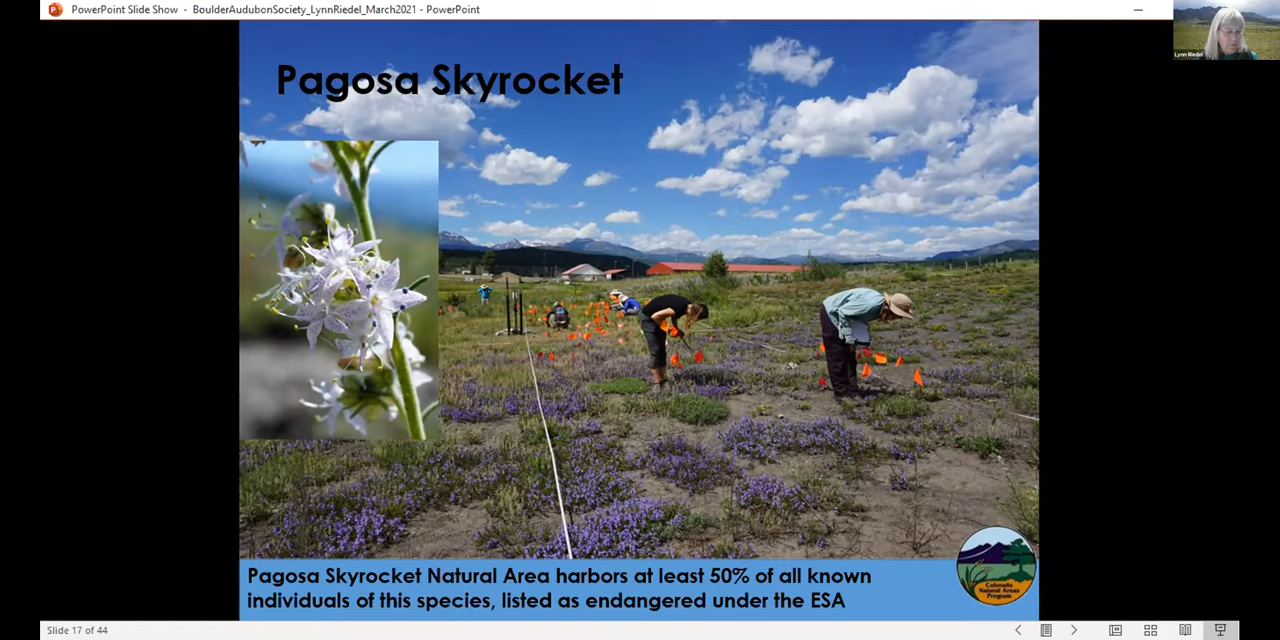 PowerPoint Slide Show - BoulderAudubonSociety_LynnRiedel_March2021 - PowerPoint
Lynn Riedel
Pagosa Skyrocket
Colorado
Natural Areas
Program
Pagosa Skyrocket Natural Area harbors at least 50% of all known
individuals of this species, listed as endangered under the ESA
Slide 17 of 44